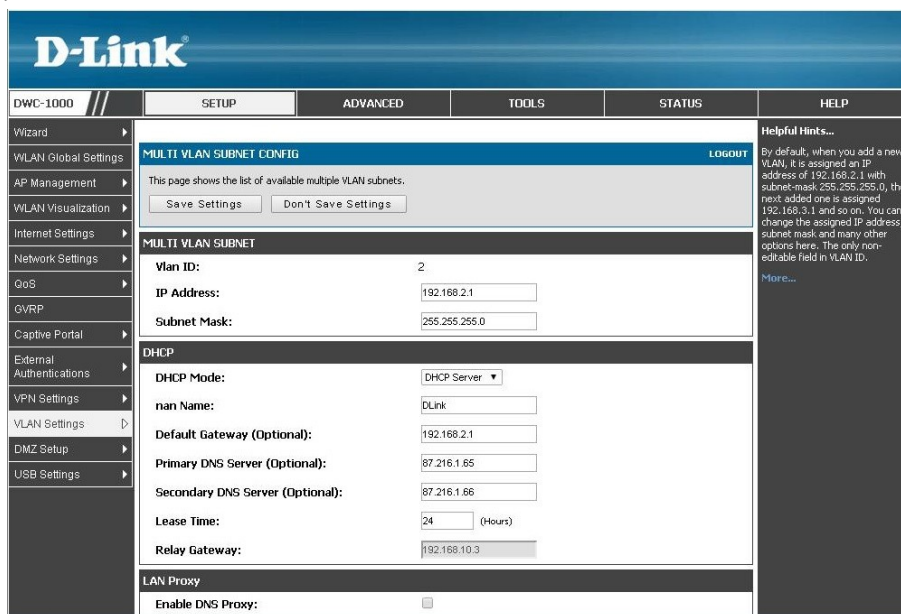 D-Link®
DWC-1000 // SETUP ADVANCED TOOLS STATUS HELP
Wizard
WLAN Global Settings
AP Management
WLAN Visualization
Internet Settings
Network Settings
QoS
GVRP
Captive Portal
External
Authentications
VPN Settings
VLAN Settings
DMZ Setup
USB Settings
MULTI VLAN SUBNET CONFIG LOGOUT
This page shows the list of available multiple VLAN subnets.
Save Settings Don't Save Settings
MULTI VLAN SUBNET
Vlan ID: 2
IP Address: 192.168.2.1
Subnet Mask: 255.255.255.0
DHCP
DHCP Mode: DHCP Server
nan Name: DLink
Default Gateway (Optional): 192.168.2.1
Primary DNS Server (Optional): 87.216.1.65
Secondary DNS Server (Optional): 87.216.1.66
Lease Time: 24 (Hours)
Relay Gateway: 192.168.10.3
LAN Proxy
Enable DNS Proxy:
Helpful Hints...
By default, when you add a new
VLAN, it is assigned an IP
address of 192.168.2.1 with
subnet-mask 255.255.255.0, the
next added one is assigned
192.168.3.1 and so on. You can
change the assigned IP address,
subnet mask and many other
options here. The only non-
editable field in VLAN ID.
More...